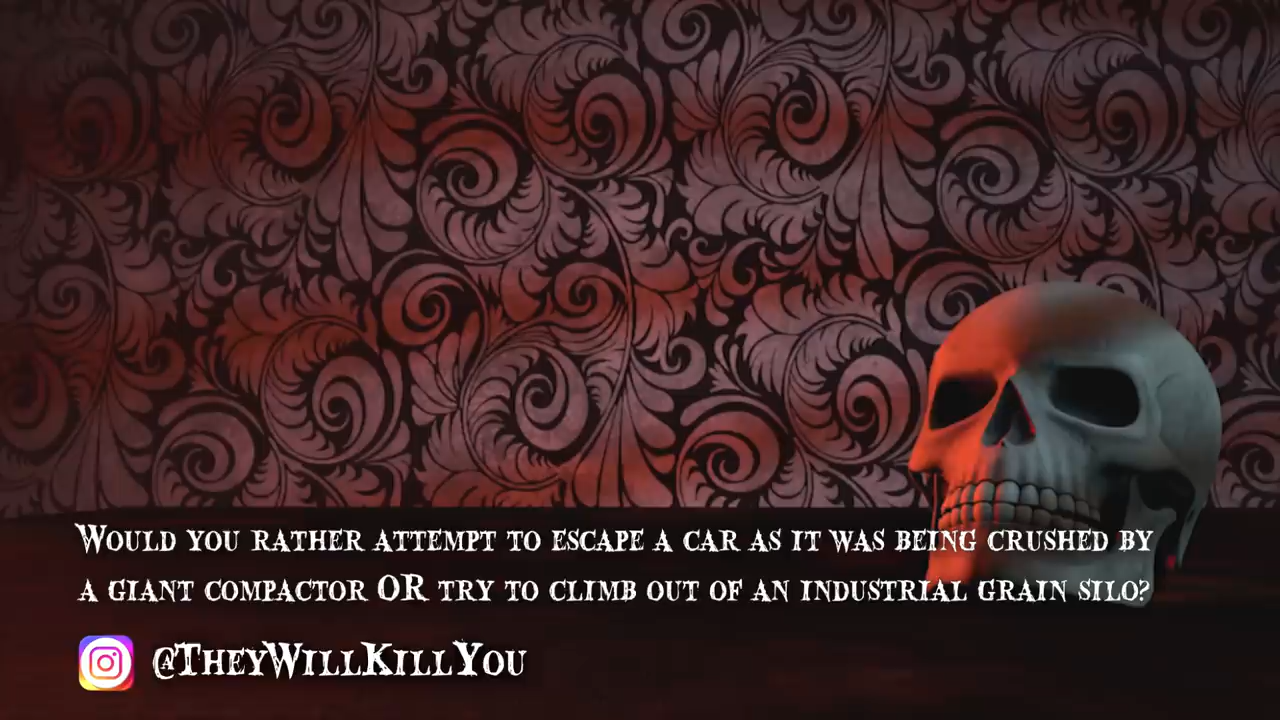 Would you rather attempt to escape a car as it was being crushed by
a giant compactor OR try to climb out of an industrial grain silo?
@TheyWillKillYou